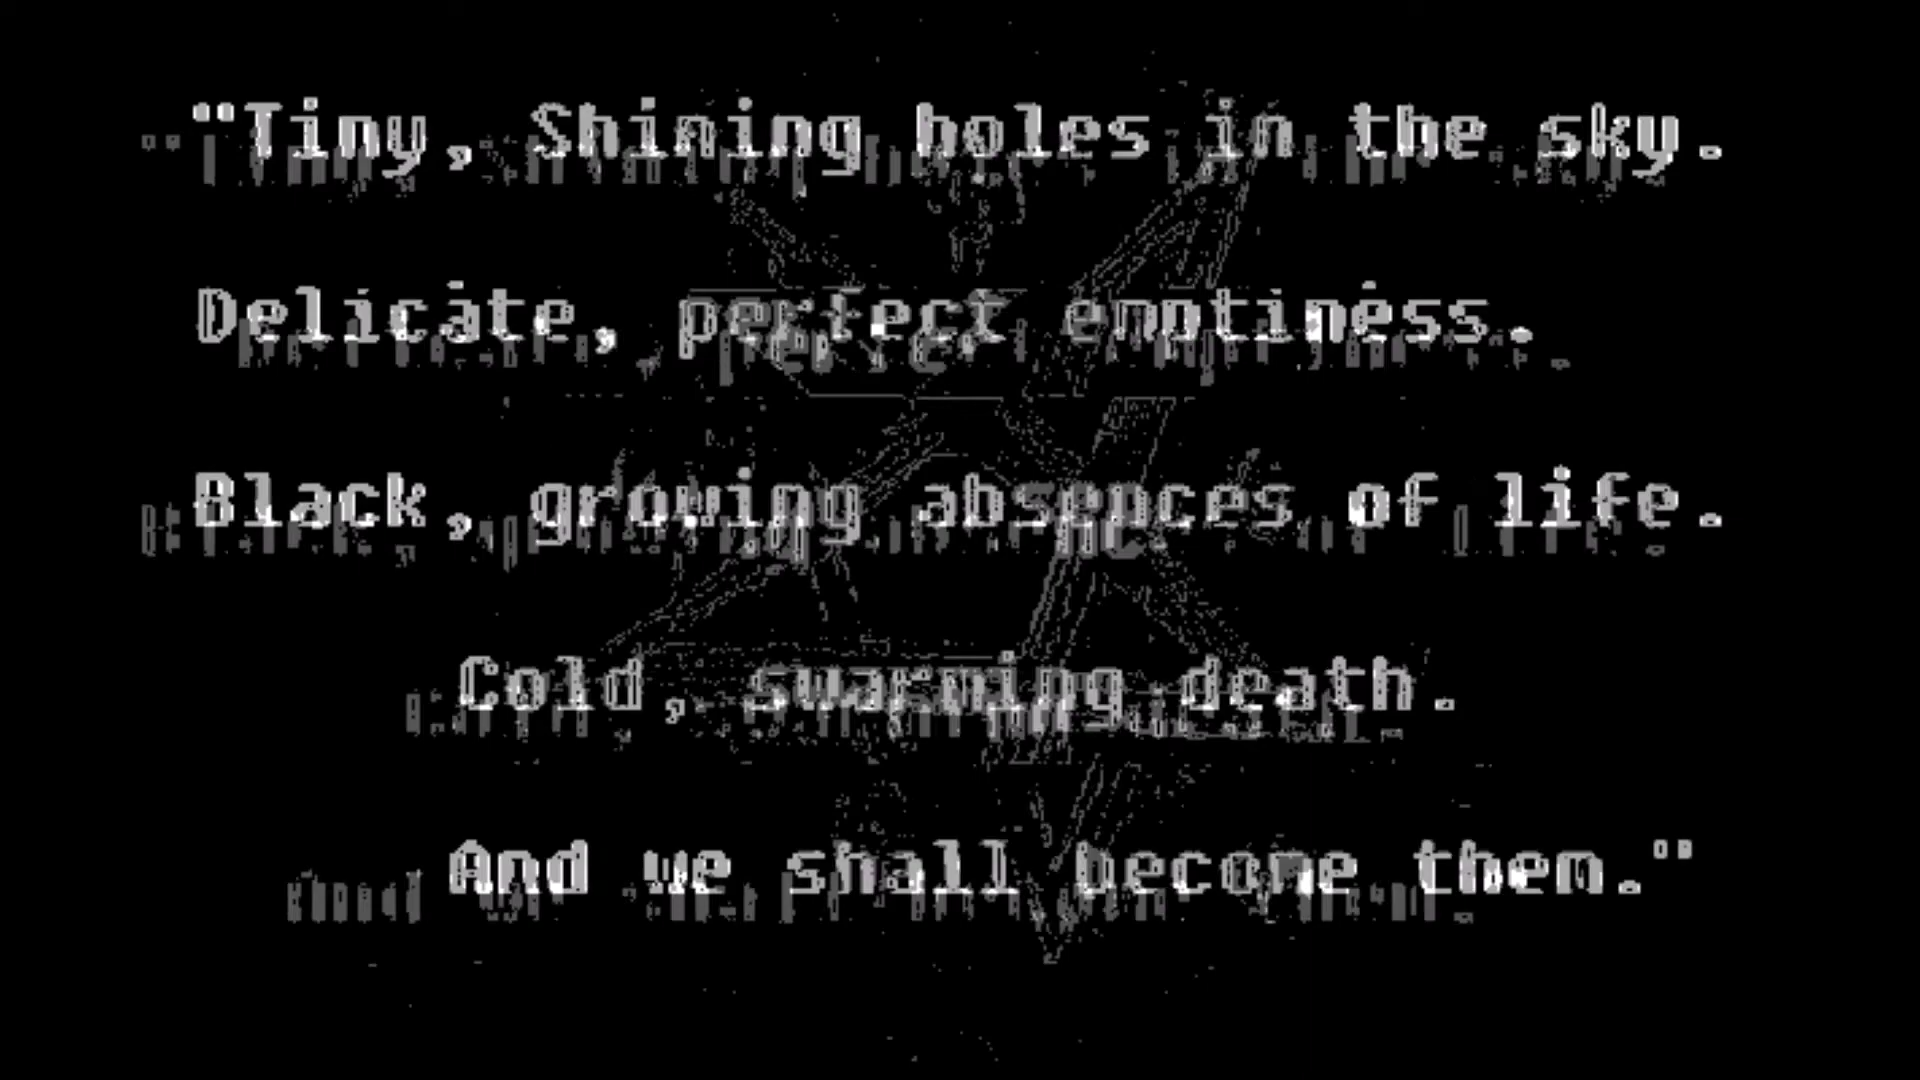 "Tiny, Shining holes in the sky.
Delicate, perfect emptiness.
Black, growing absences of life.
Cold, swarming death.
And we shall become them."